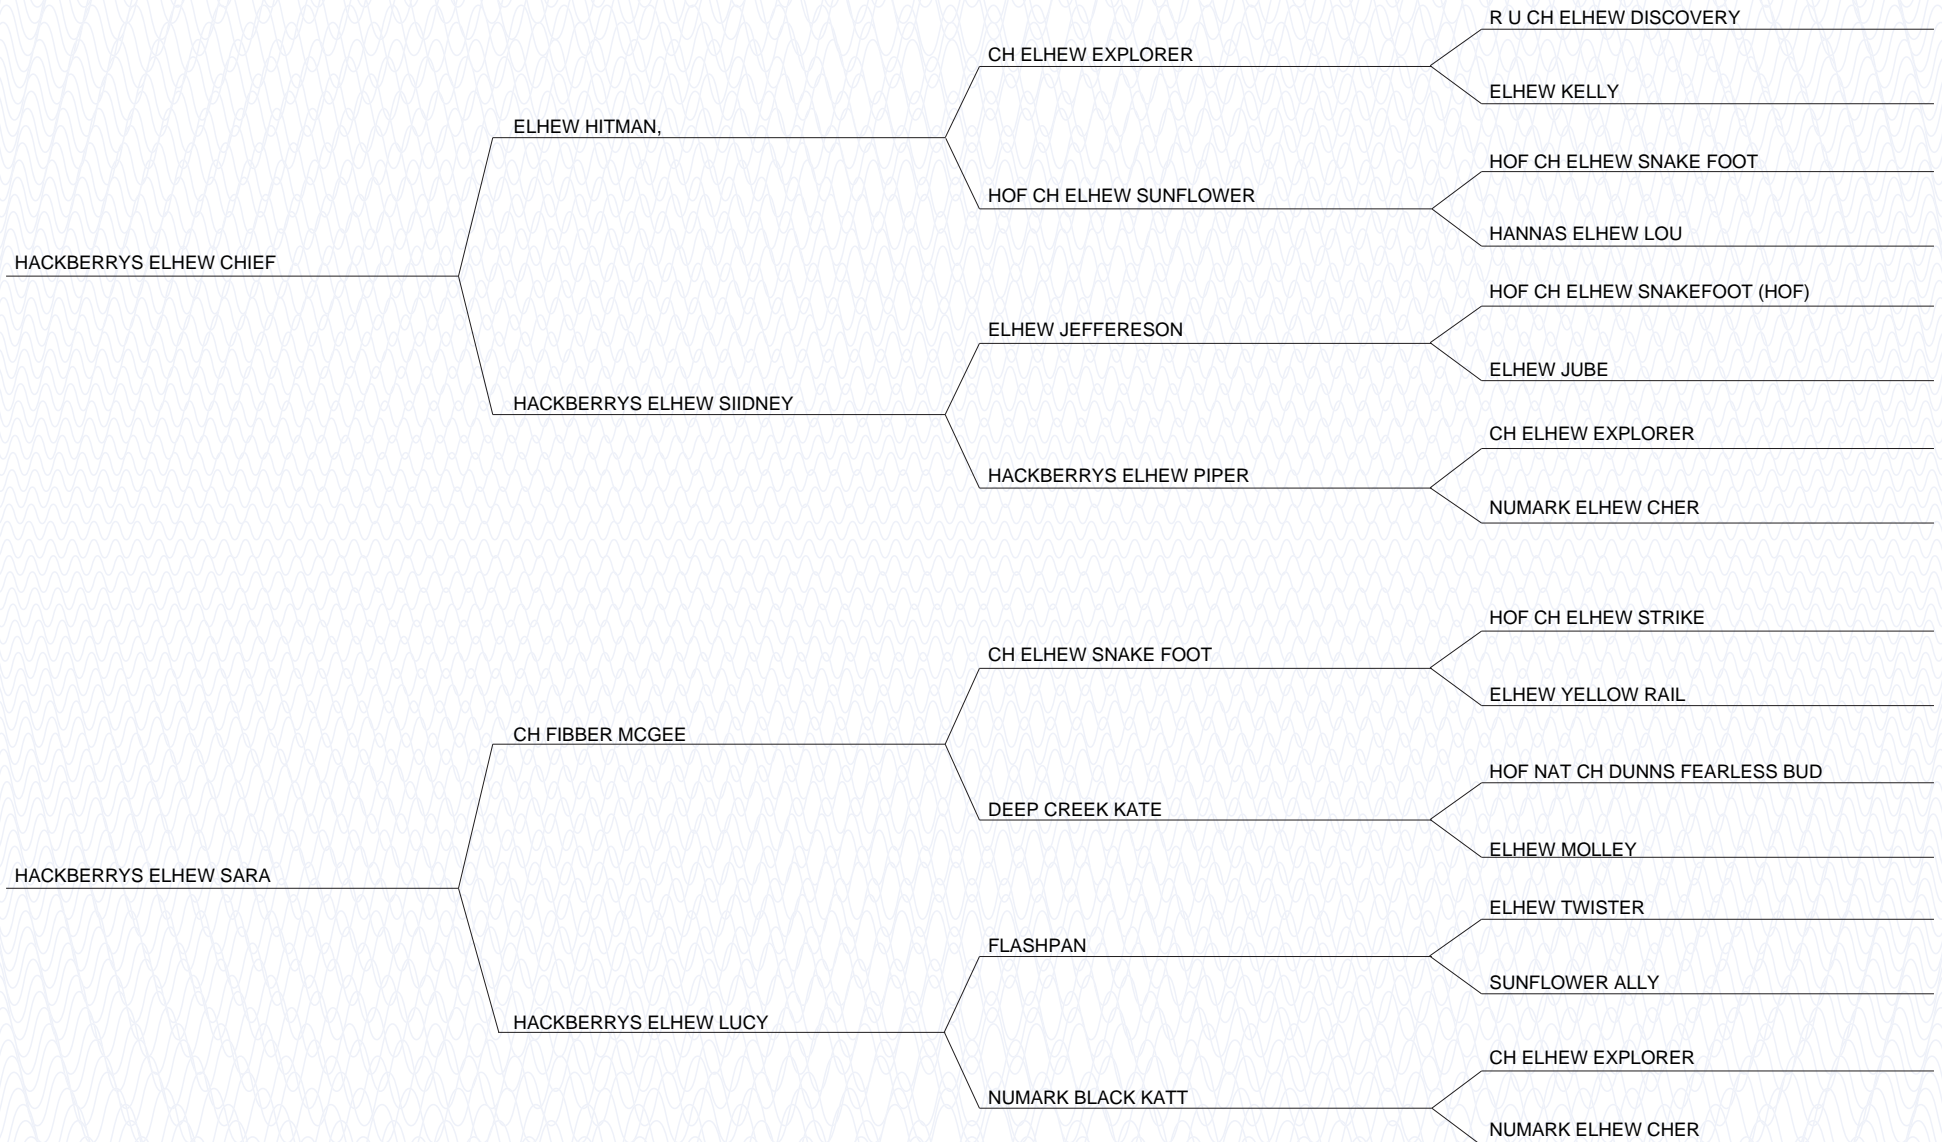 R U CH ELHEW DISCOVERY
CH ELHEW EXPLORER
ELHEW KELLY
ELHEW HITMAN,
HOF CH ELHEW SNAKE FOOT
HOF CH ELHEW SUNFLOWER
HANNAS ELHEW LOU
HACKBERRYS ELHEW CHIEF
HOF CH ELHEW SNAKEFOOT (HOF)
ELHEW JEFFERESON
ELHEW JUBE
HACKBERRYS ELHEW SIIDNEY
CH ELHEW EXPLORER
HACKBERRYS ELHEW PIPER
NUMARK ELHEW CHER
HOF CH ELHEW STRIKE
CH ELHEW SNAKE FOOT
ELHEW YELLOW RAIL
CH FIBBER MCGEE
HOF NAT CH DUNNS FEARLESS BUD
DEEP CREEK KATE
ELHEW MOLLEY
HACKBERRYS ELHEW SARA
ELHEW TWISTER
FLASHPAN
SUNFLOWER ALLY
HACKBERRYS ELHEW LUCY
CH ELHEW EXPLORER
NUMARK BLACK KATT
NUMARK ELHEW CHER